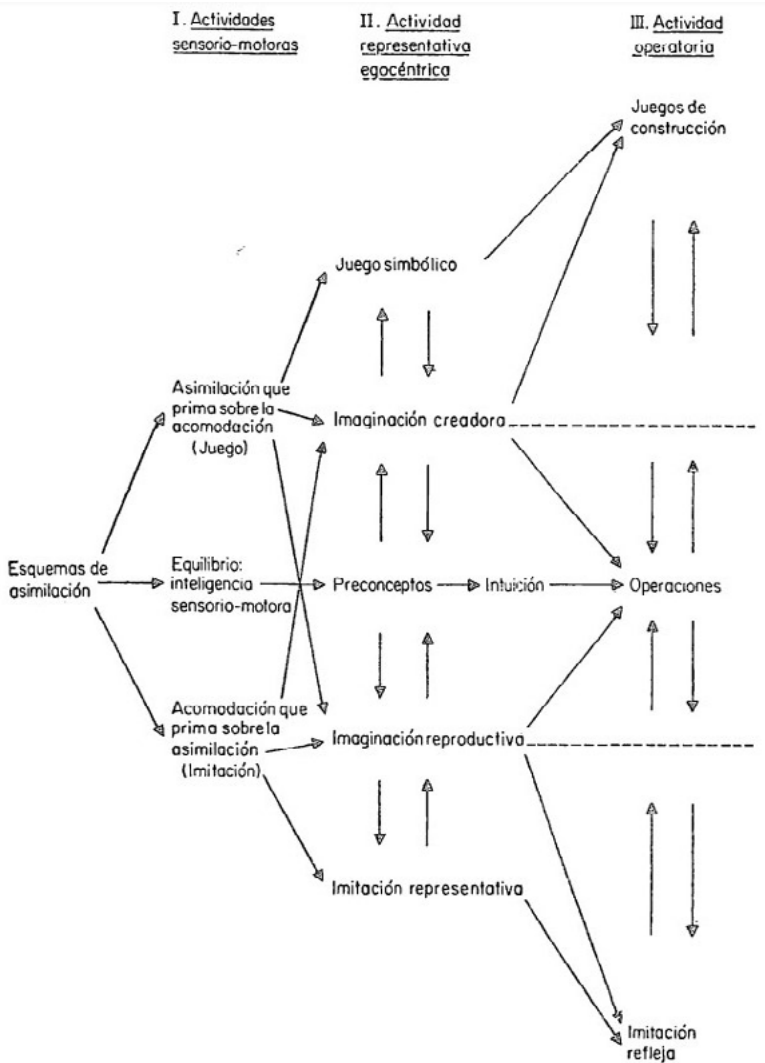 I. Actividades
sensorio-motoras
II. Actividad
representativa
egocéntrica
III. Actividad
operatoria
Juegos de
construcción
Juego simbólico
Asimilación que
prima sobre la
acomodación
(Juego)
Imaginación creadora
Esquemas de
asimilación
Equilibrio:
inteligencia
sensorio-motora
Preconceptos
Intuición
Operaciones
Acomodación que
prima sobre la
asimilación
(Imitación)
Imaginación reproductiva
Imitación representativa
Imitación
refleja